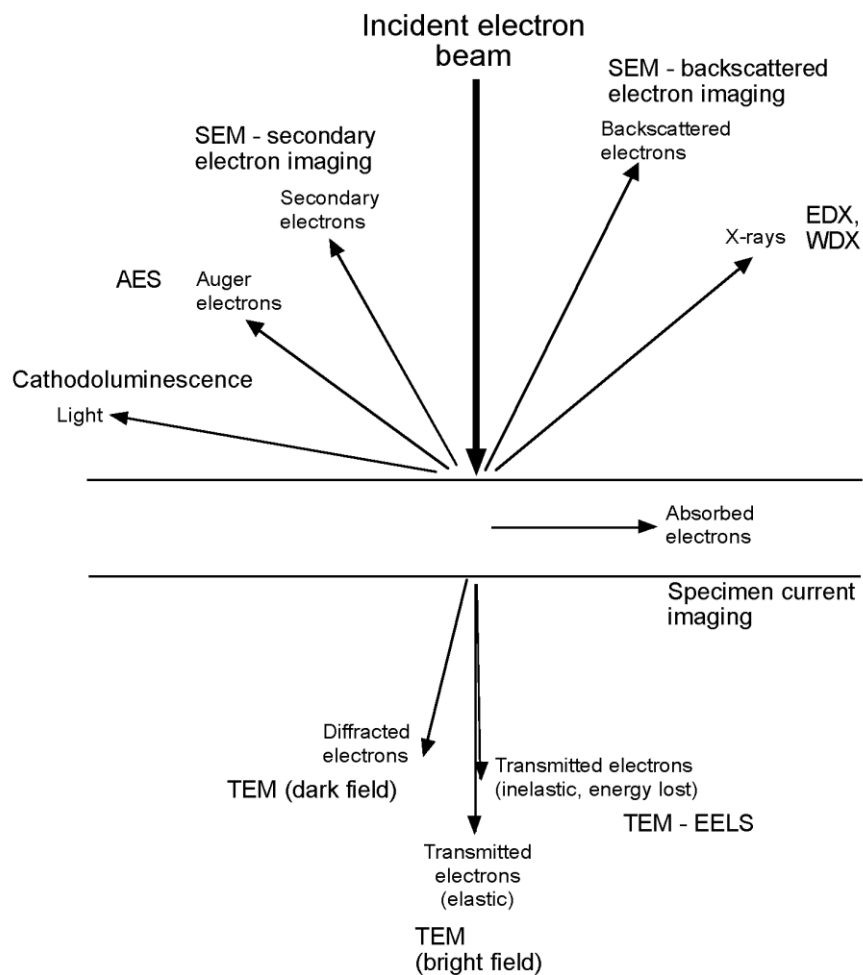 Incident electron
beam
SEM - backscattered
electron imaging
Backscattered
electrons
SEM - secondary
electron imaging
Secondary
electrons
EDX,
WDX
X-rays
AES
Auger
electrons
Cathodoluminescence
Light
Absorbed
electrons
Specimen current
imaging
Diffracted
electrons
TEM (dark field)
Transmitted electrons
(inelastic, energy lost)
TEM - EELS
Transmitted
electrons
(elastic)
TEM
(bright field)